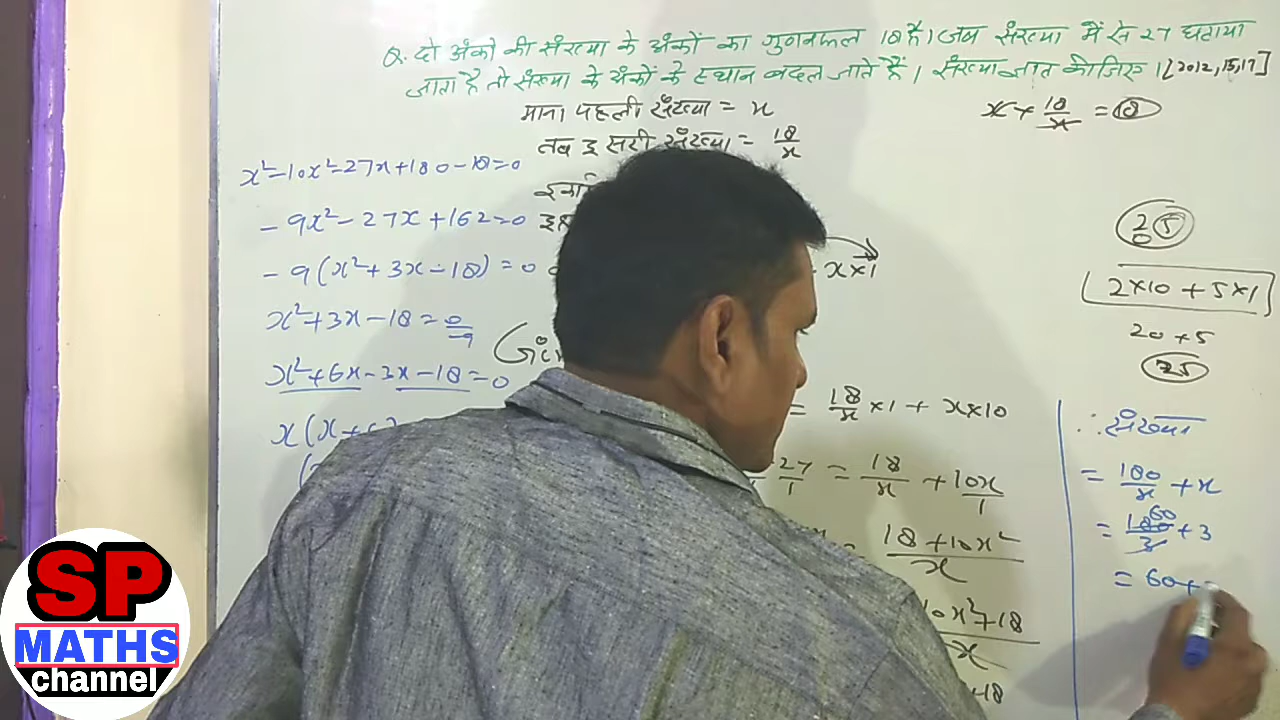 Q. दो अंको की संख्या के अंकों का गुणनफल 18 है। जब संख्या में से 27 घटाया
जाता है तो संख्या के अंकों के स्थान बदल जाते हैं। संख्या ज्ञात कीजिए। [2012, 15, 17]
माना पहली संख्या = x
तब दूसरी संख्या = 18/x
x² - 10x² - 27x + 180 - 18 = 0
- 9x² - 27x + 162 = 0
- 9 (x² + 3x - 18) = 0
x² + 3x - 18 = 0/-9
x² + 6x - 3x - 18 = 0
x (x +
x × 1
= 18/x × 1 + x × 10
27/1 = 18/x + 10x/1
= 18 + 10x²/x
10x² + 18/x
18
x + 18/x = 18
25
20
2×10 + 5×1
20 + 5
25
∴ संख्या
= 180/x + x
60
= 180/3 + 3
= 60 +
SP
MATHS
channel